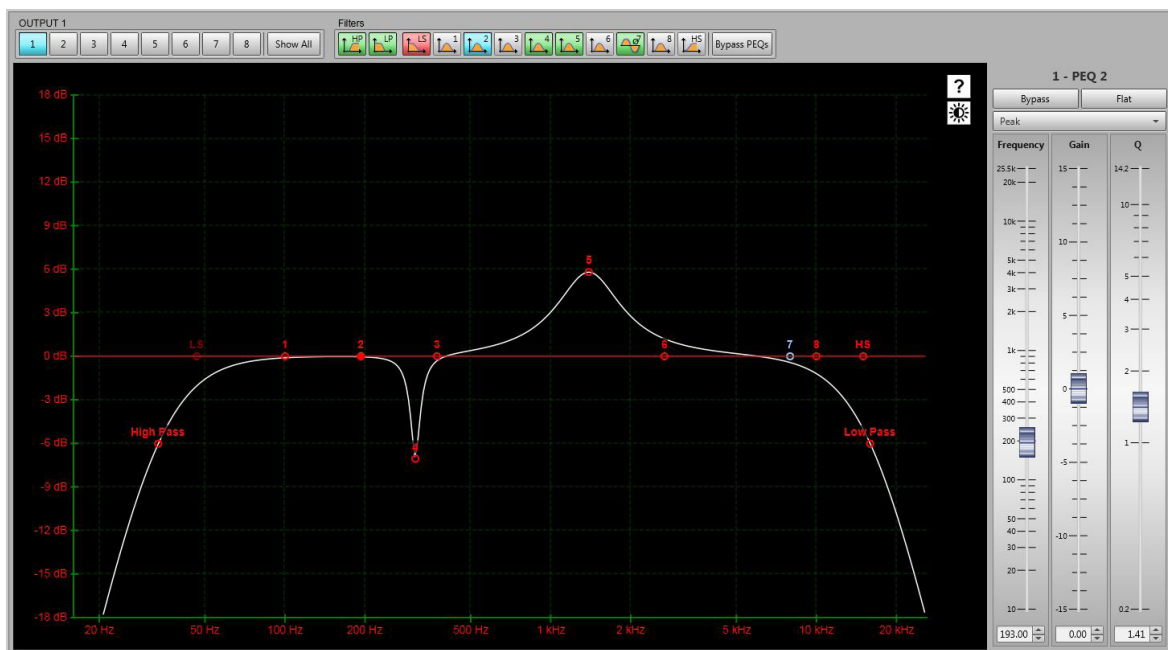 OUTPUT 1
Filters
1 2 3 4 5 6 7 8 Show All
HP LP LS 1 2 3 4 5 6 7 8 HS Bypass PEQs
?
1 - PEQ 2
Bypass Flat
Peak
Frequency Gain Q
18 dB
15 dB
12 dB
9 dB
6 dB
3 dB
0 dB
-3 dB
-6 dB
-9 dB
-12 dB
-15 dB
-18 dB
LS 1 2 3 4 5 6 7 8 HS
High Pass
Low Pass
20 Hz 50 Hz 100 Hz 200 Hz 500 Hz 1 kHz 2 kHz 5 kHz 10 kHz 20 kHz
25.5k
20k
10k
5k
4k
3k
2k
1k
500
400
300
200
100
50
40
30
20
10
15
10
5
0
-5
-10
-15
14.2
10
5
4
3
2
1
0.2
193.00 0.00 1.41